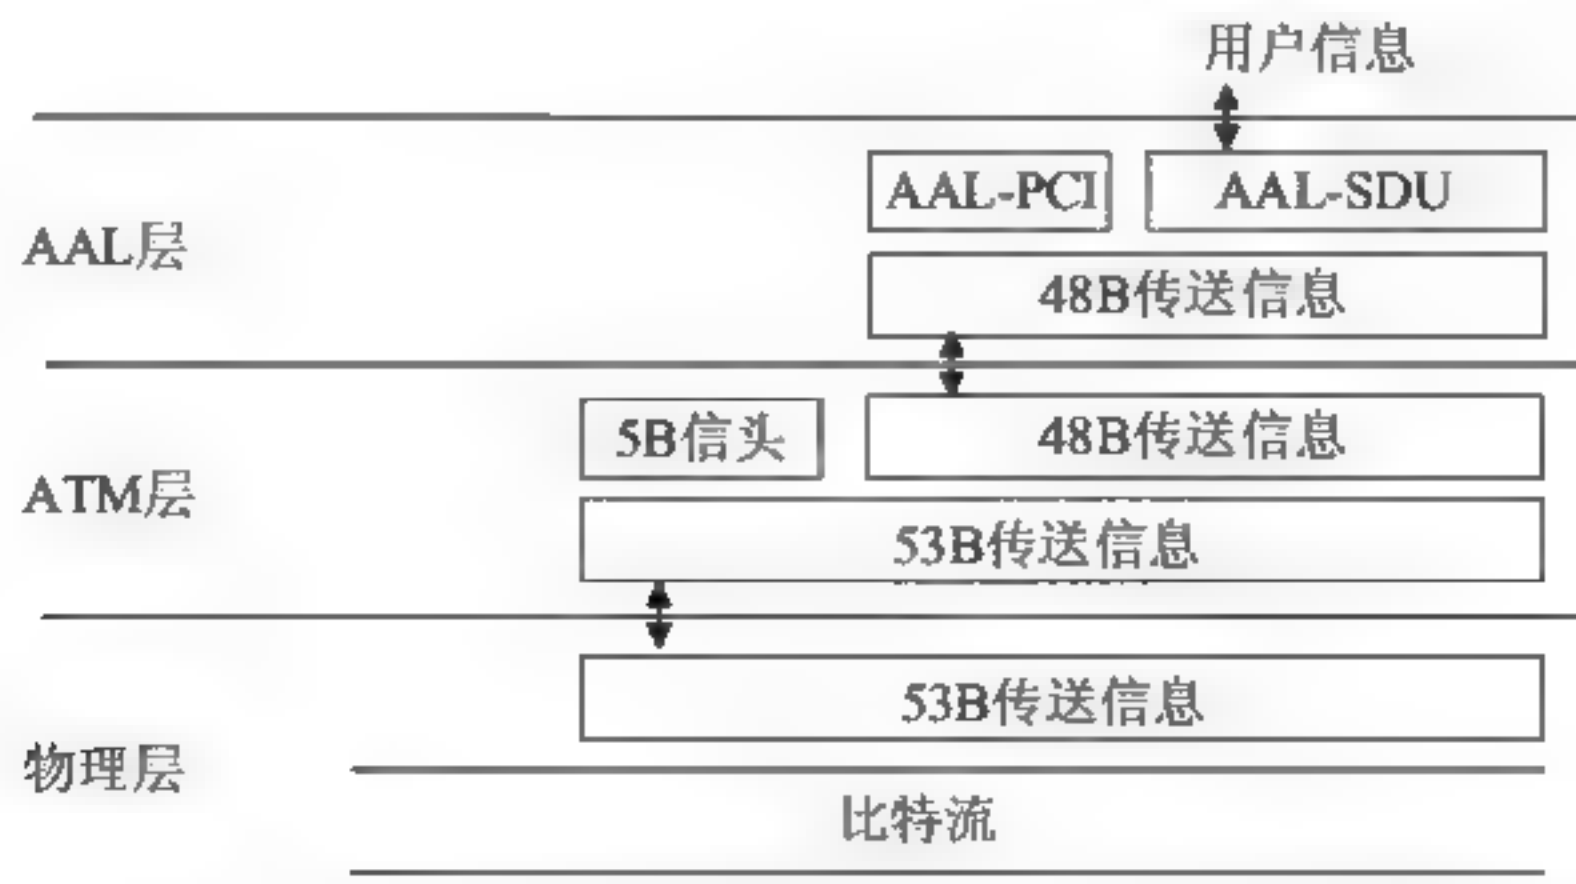 用户信息
AAL-PCI
AAL-SDU
AAL层
48B传送信息
5B信头
48B传送信息
ATM层
53B传送信息
53B传送信息
物理层
比特流